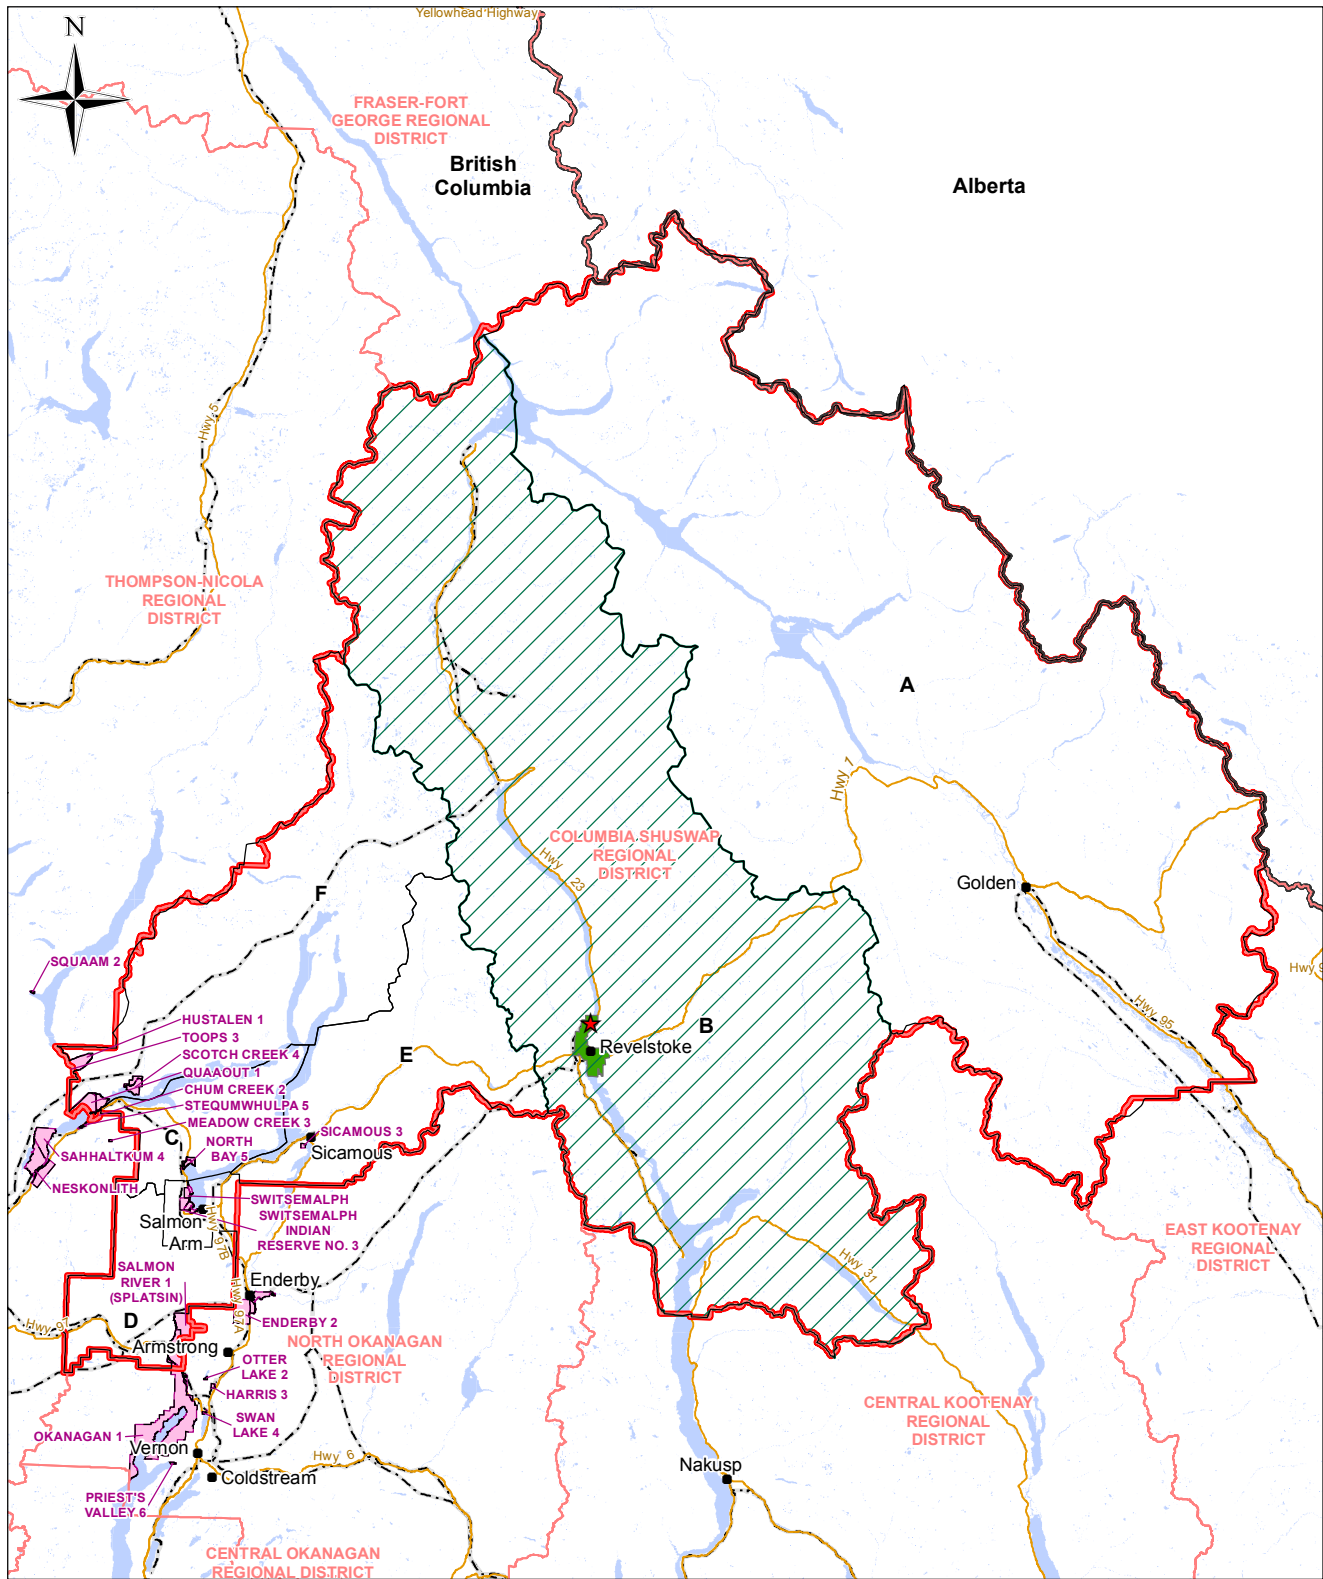 Yellowhead Highway
N
FRASER-FORT
GEORGE REGIONAL
DISTRICT
British
Columbia
Alberta
Hwy 5
THOMPSON-NICOLA
REGIONAL
DISTRICT
A
Hwy 1
COLUMBIA SHUSWAP
REGIONAL
DISTRICT
Hwy 23
Golden
F
SQUAAM 2
Hwy 9
Hwy 95
HUSTALEN 1
TOOPS 3
SCOTCH CREEK 4
QUAAOUT 1
CHUM CREEK 2
STEQUMWHULPA 5
MEADOW CREEK 3
B
Revelstoke
E
C
NORTH
BAY 5
SICAMOUS 3
Sicamous
SAHHALTKUM 4
NESKONLITH
SWITSEMALPH
SWITSEMALPH
INDIAN
RESERVE NO. 3
Salmon
Arm
Hwy 97B
EAST KOOTENAY
REGIONAL
DISTRICT
SALMON
RIVER 1
(SPLATSIN)
Enderby
Hwy 31
Hwy 97A
ENDERBY 2
D
Hwy 97
Armstrong
NORTH OKANAGAN
REGIONAL
DISTRICT
OTTER
LAKE 2
HARRIS 3
CENTRAL KOOTENAY
REGIONAL
DISTRICT
SWAN
LAKE 4
OKANAGAN 1
Vernon
Hwy 6
Coldstream
Nakusp
PRIEST'S
VALLEY 6
CENTRAL OKANAGAN
REGIONAL DISTRICT